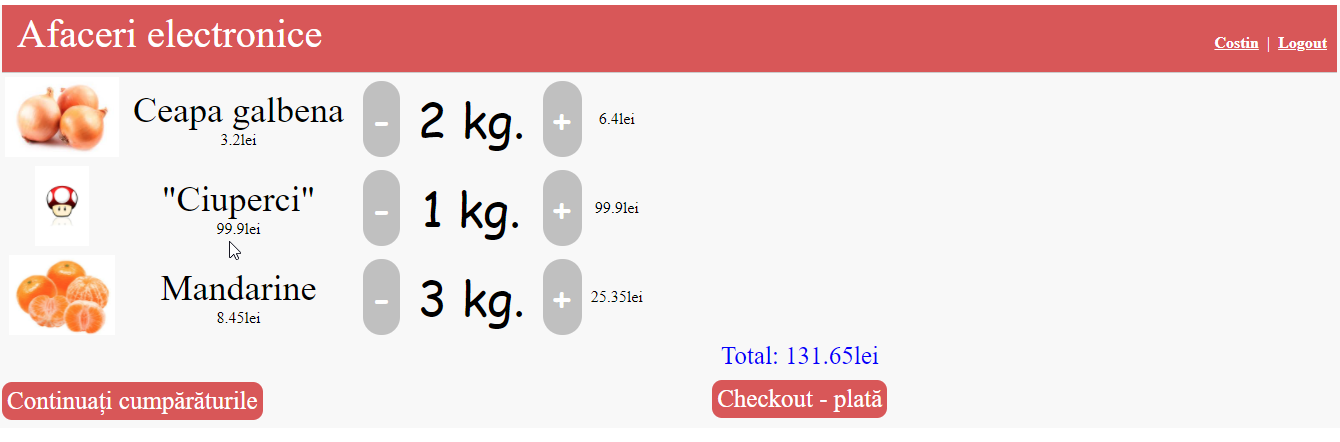 Afaceri electronice
Costin | Logout
Ceapa galbena
3.2lei
- 2 kg. + 6.4lei
"Ciuperci"
99.9lei
- 1 kg. + 99.9lei
Mandarine
8.45lei
- 3 kg. + 25.35lei
Total: 131.65lei
Continuați cumpărăturile
Checkout - plată